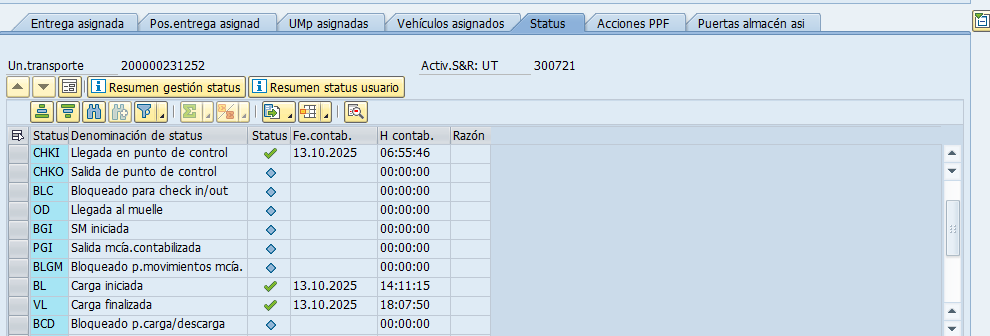 Entrega asignada Pos.entrega asignad UMp asignadas Vehículos asignados Status Acciones PPF Puertas almacén asi
Un.transporte 200000231252 Activ.S&R: UT 300721
Resumen gestión status Resumen status usuario
Status Denominación de status Status Fe.contab. H contab. Razón
CHKI Llegada en punto de control 13.10.2025 06:55:46
CHKO Salida de punto de control 00:00:00
BLC Bloqueado para check in/out 00:00:00
OD Llegada al muelle 00:00:00
BGI SM iniciada 00:00:00
PGI Salida mcía.contabilizada 00:00:00
BLGM Bloqueado p.movimientos mcía. 00:00:00
BL Carga iniciada 13.10.2025 14:11:15
VL Carga finalizada 13.10.2025 18:07:50
BCD Bloqueado p.carga/descarga 00:00:00